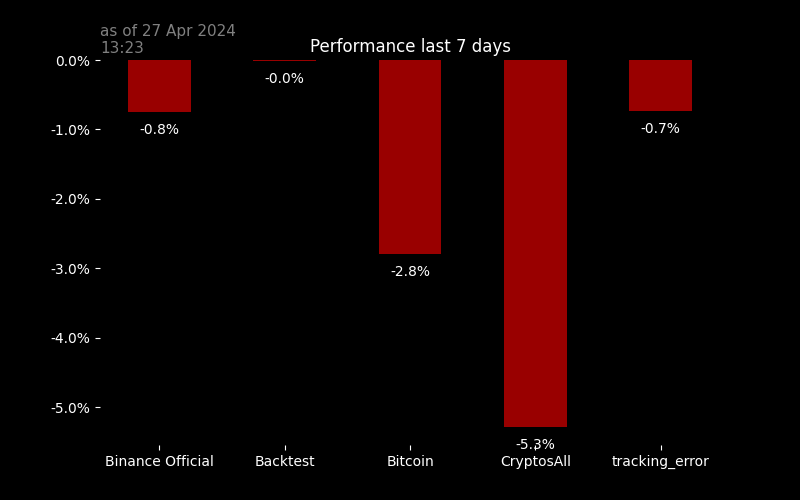 as of 27 Apr 2024
13:23
Performance last 7 days
0.0%
-1.0%
-2.0%
-3.0%
-4.0%
-5.0%
-0.8%
-0.0%
-2.8%
-5.3%
-0.7%
Binance Official
Backtest
Bitcoin
CryptosAll
tracking_error